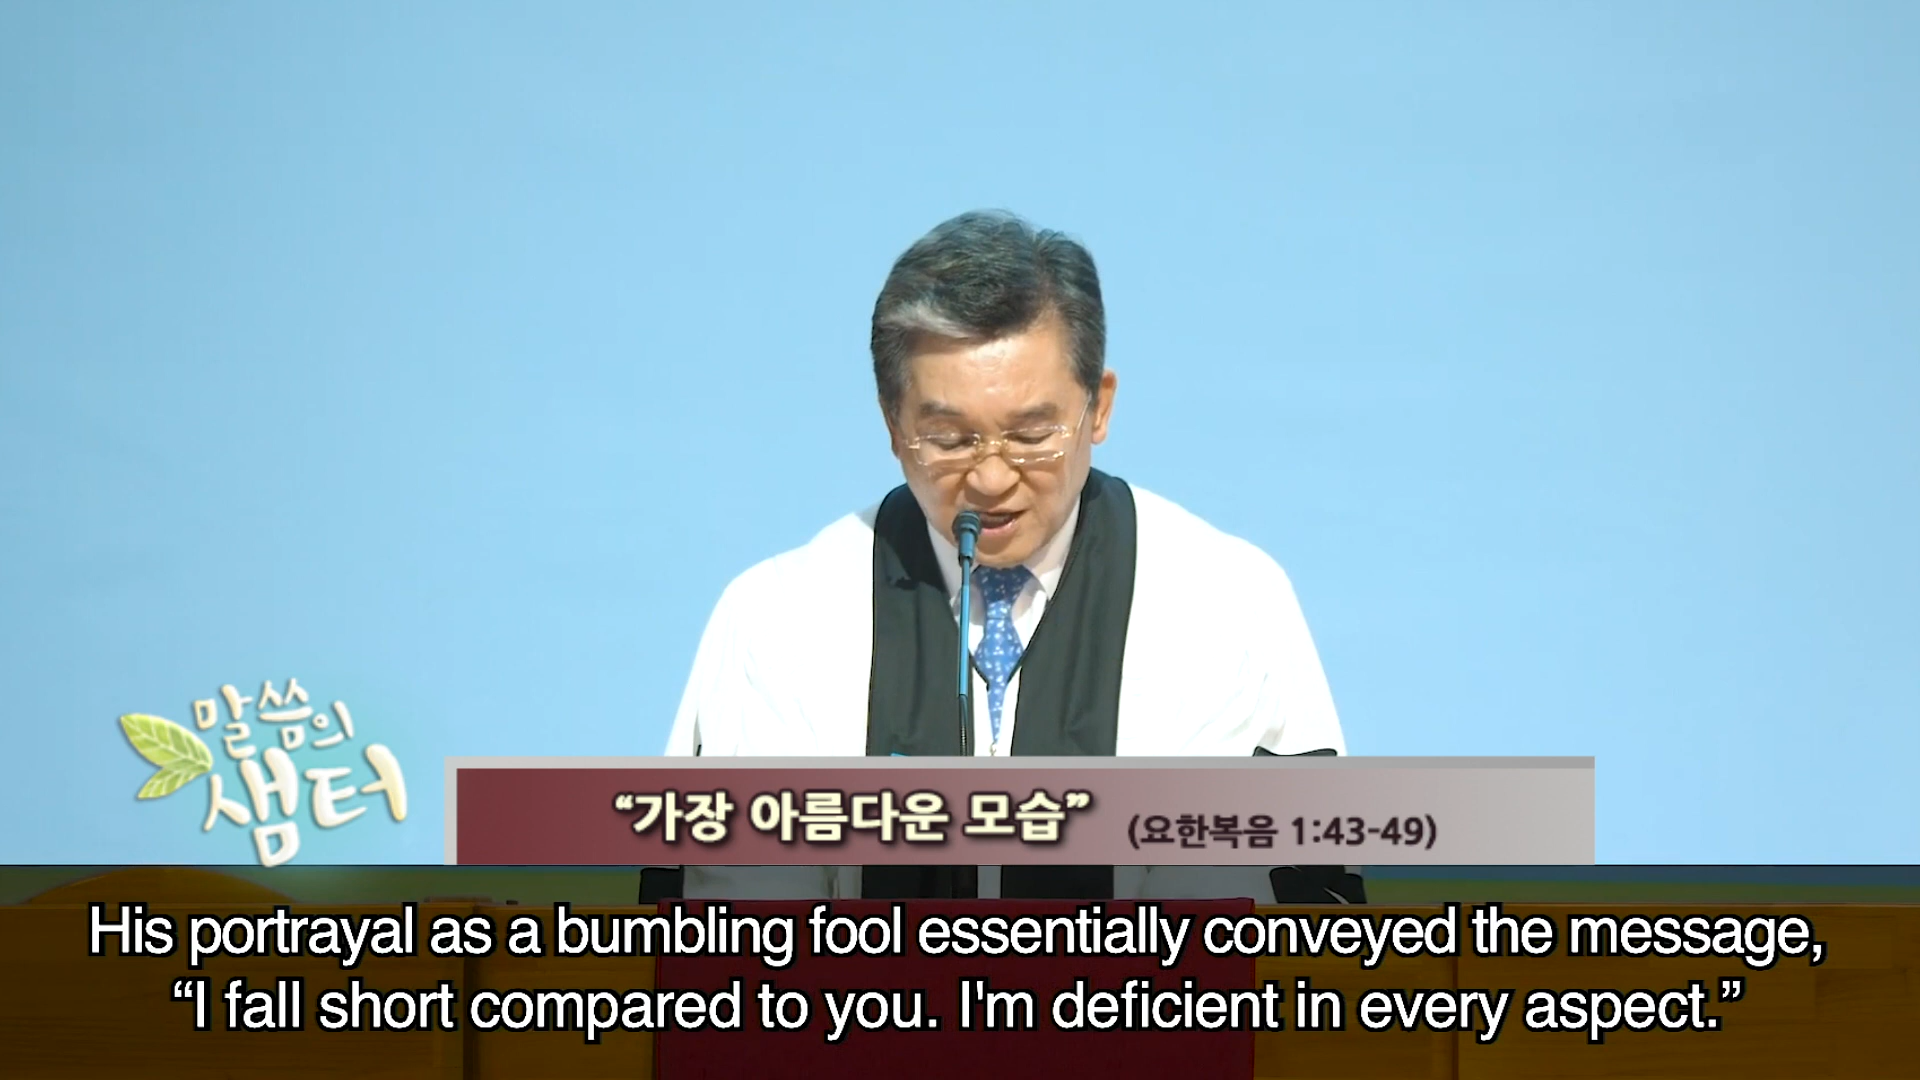 말씀의
샘터
“가장 아름다운 모습” (요한복음 1:43-49)
His portrayal as a bumbling fool essentially conveyed the message,
“I fall short compared to you. I'm deficient in every aspect.”